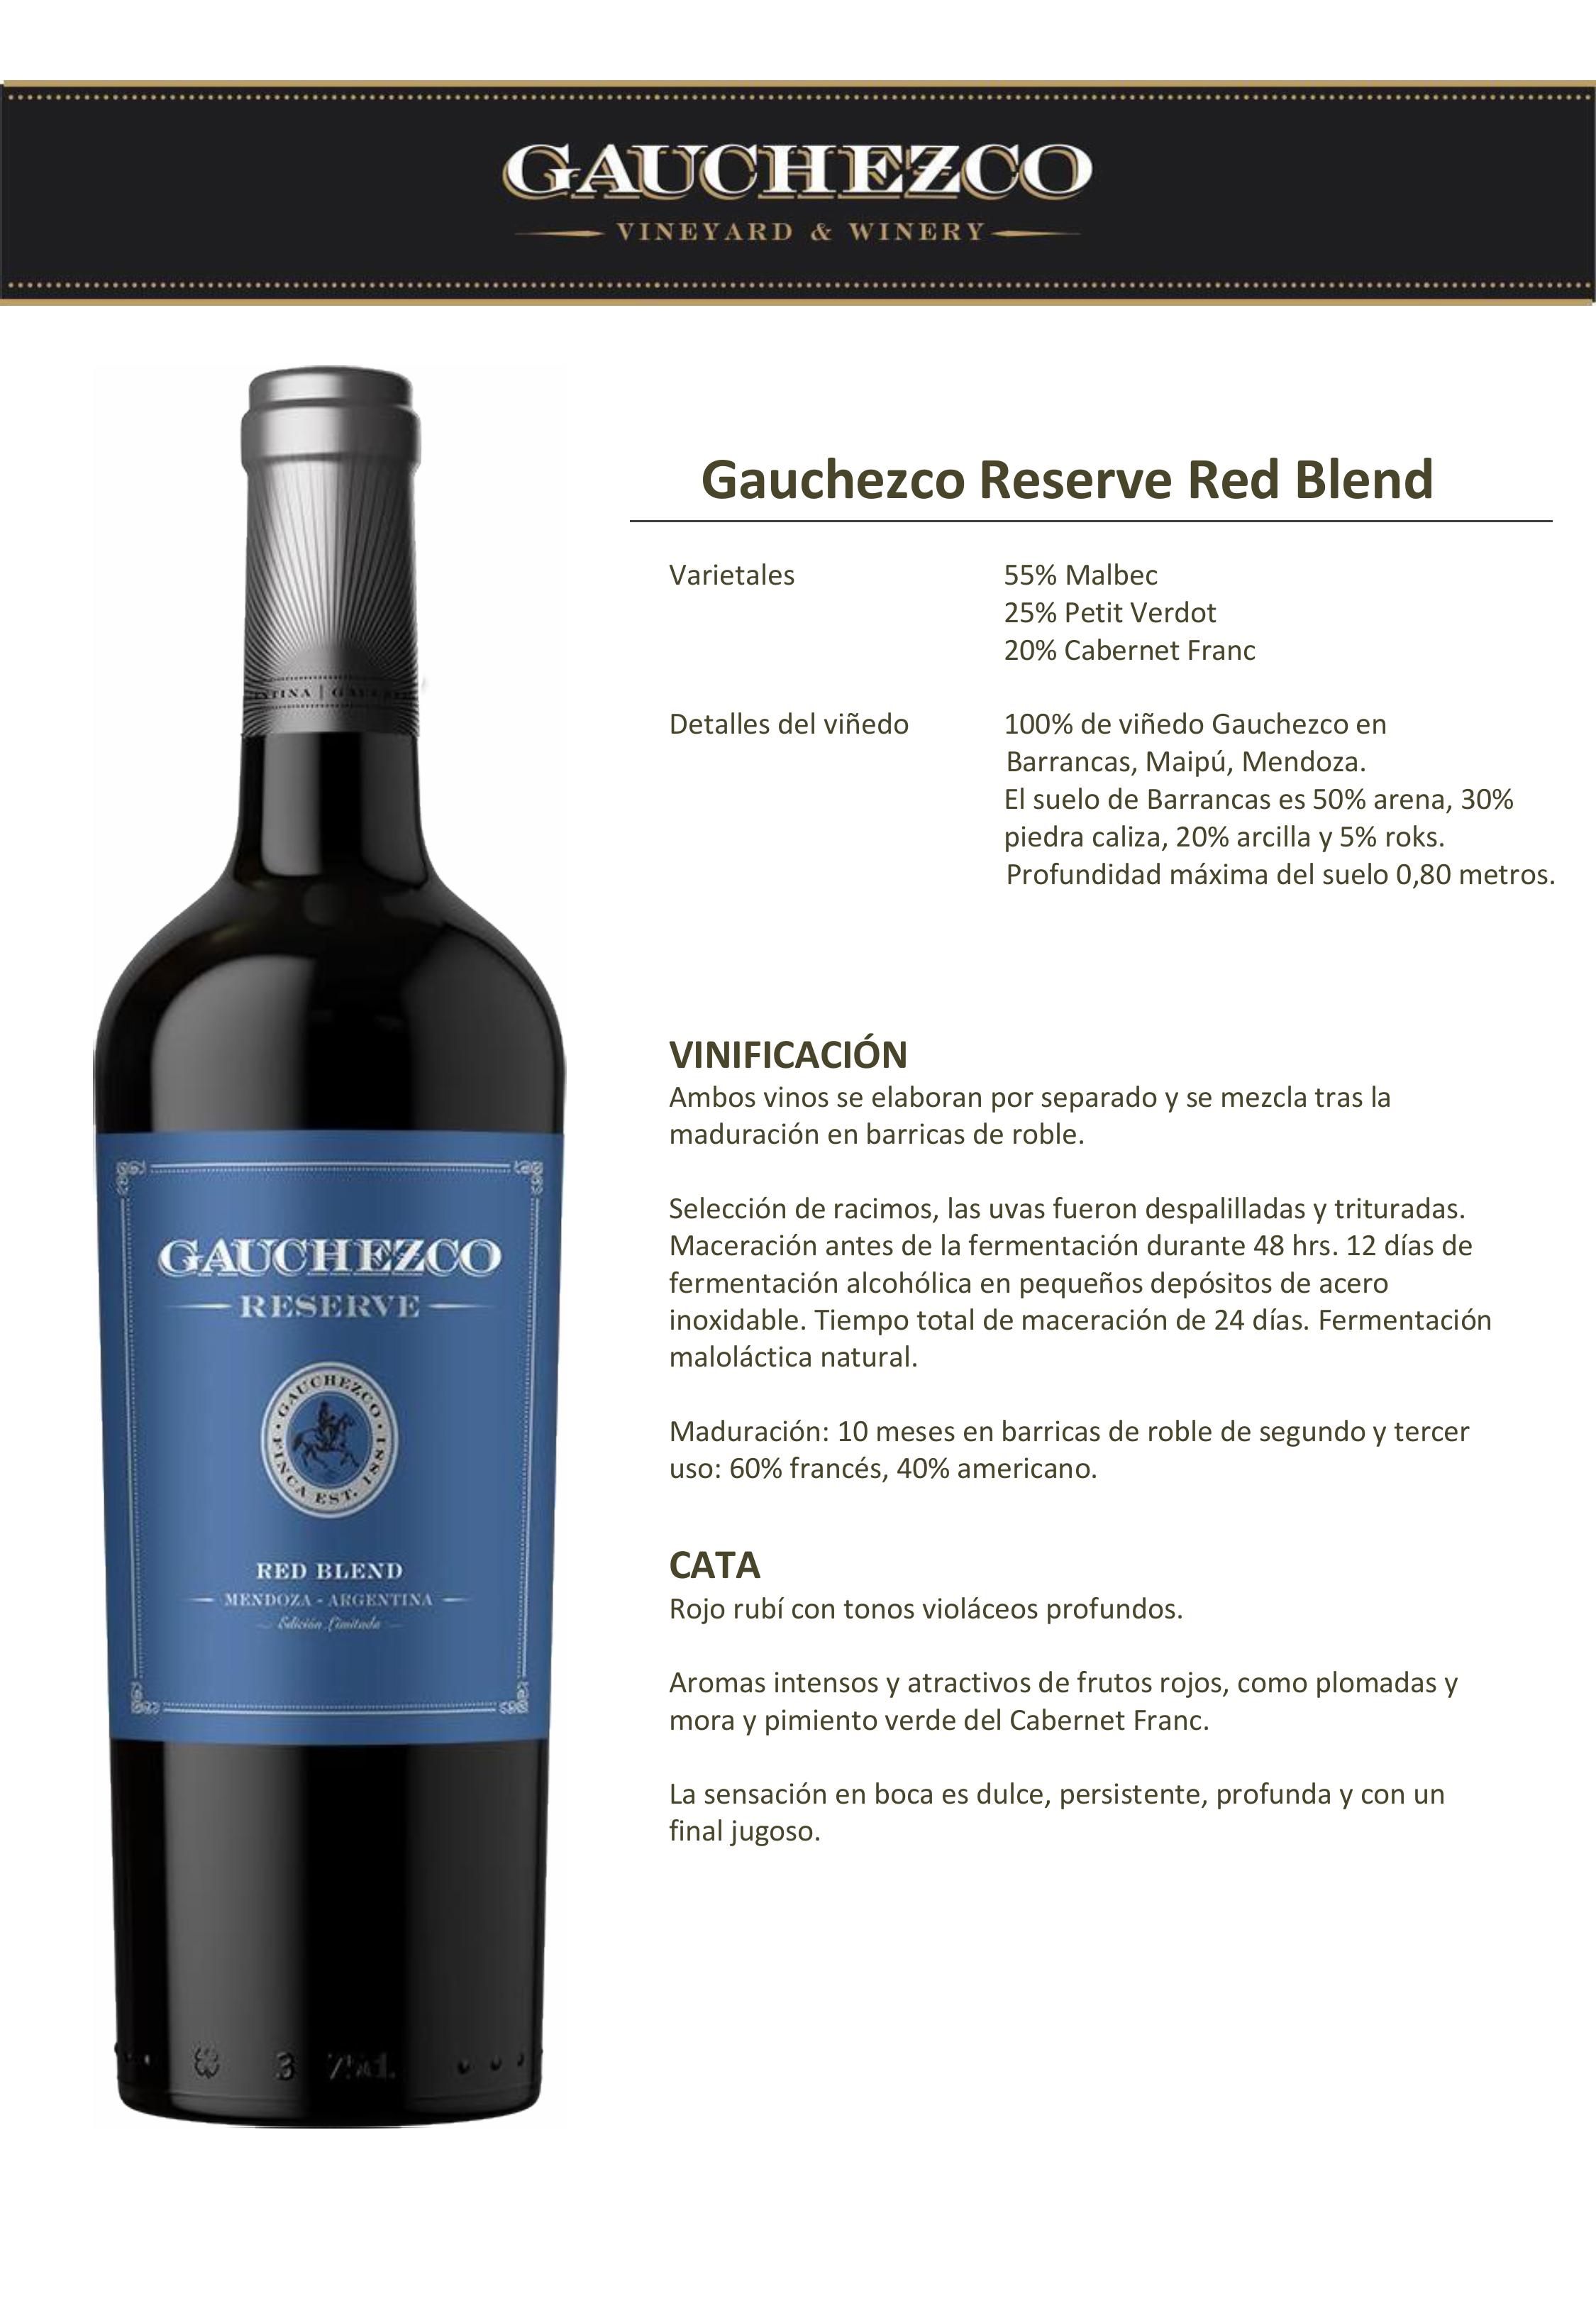 GAUCHEZCO
VINEYARD & WINERY
Gauchezco Reserve Red Blend
Varietales
55% Malbec
25% Petit Verdot
20% Cabernet Franc
Detalles del viñedo
100% de viñedo Gauchezco en
Barrancas, Maipú, Mendoza.
El suelo de Barrancas es 50% arena, 30%
piedra caliza, 20% arcilla y 5% roks.
Profundidad máxima del suelo 0,80 metros.
VINIFICACIÓN
Ambos vinos se elaboran por separado y se mezcla tras la
maduración en barricas de roble.
Selección de racimos, las uvas fueron despalilladas y trituradas.
Maceración antes de la fermentación durante 48 hrs. 12 días de
fermentación alcohólica en pequeños depósitos de acero
inoxidable. Tiempo total de maceración de 24 días. Fermentación
maloláctica natural.
Maduración: 10 meses en barricas de roble de segundo y tercer
uso: 60% francés, 40% americano.
CATA
Rojo rubí con tonos violáceos profundos.
Aromas intensos y atractivos de frutos rojos, como plomadas y
mora y pimiento verde del Cabernet Franc.
La sensación en boca es dulce, persistente, profunda y con un
final jugoso.
GAUCHEZCO
RESERVE
GAUCHEZCO
FINCA EST. 1881
RED BLEND
MENDOZA - ARGENTINA
Edición Limitada
3